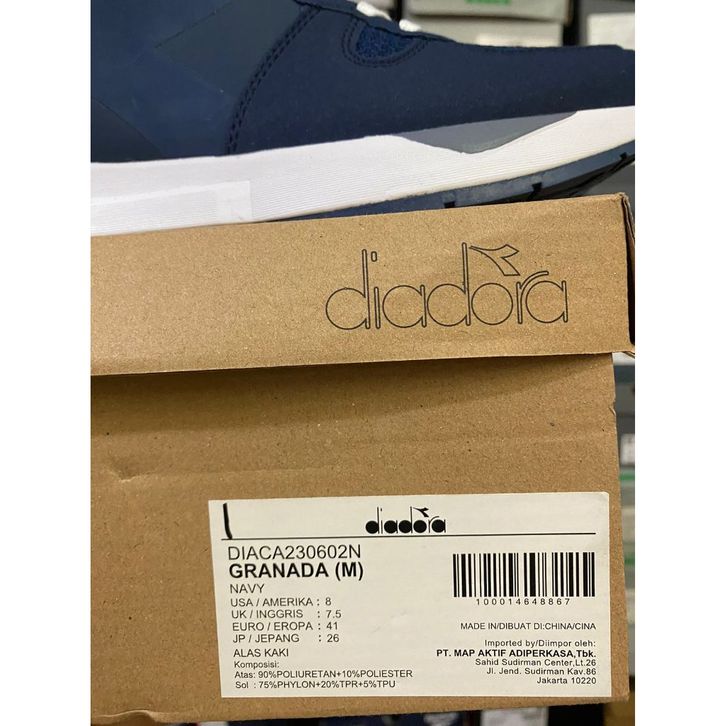 diadora
diadora
DIACA230602N
GRANADA (M)
NAVY
USA / AMERIKA : 8
UK / INGGRIS : 7.5
EURO / EROPA : 41
JP / JEPANG : 26
ALAS KAKI
Komposisi:
Atas: 90%POLIURETAN+10%POLIESTER
Sol : 75%PHYLON+20%TPR+5%TPU
100014648867
MADE IN/DIBUAT DI:CHINA/CINA
Imported by/Diimpor oleh:
PT. MAP AKTIF ADIPERKASA,Tbk.
Sahid Sudirman Center,Lt.26
Jl. Jend. Sudirman Kav.86
Jakarta 10220